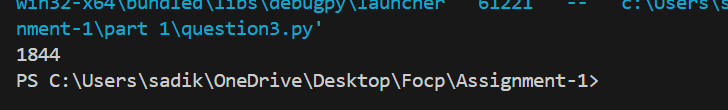 win32-x64\bundled\libs\debugpy\launcher' '61221' '--' 'c:\Users\s
nment-1\part 1\question3.py'
1844
PS C:\Users\sadik\OneDrive\Desktop\Focp\Assignment-1>